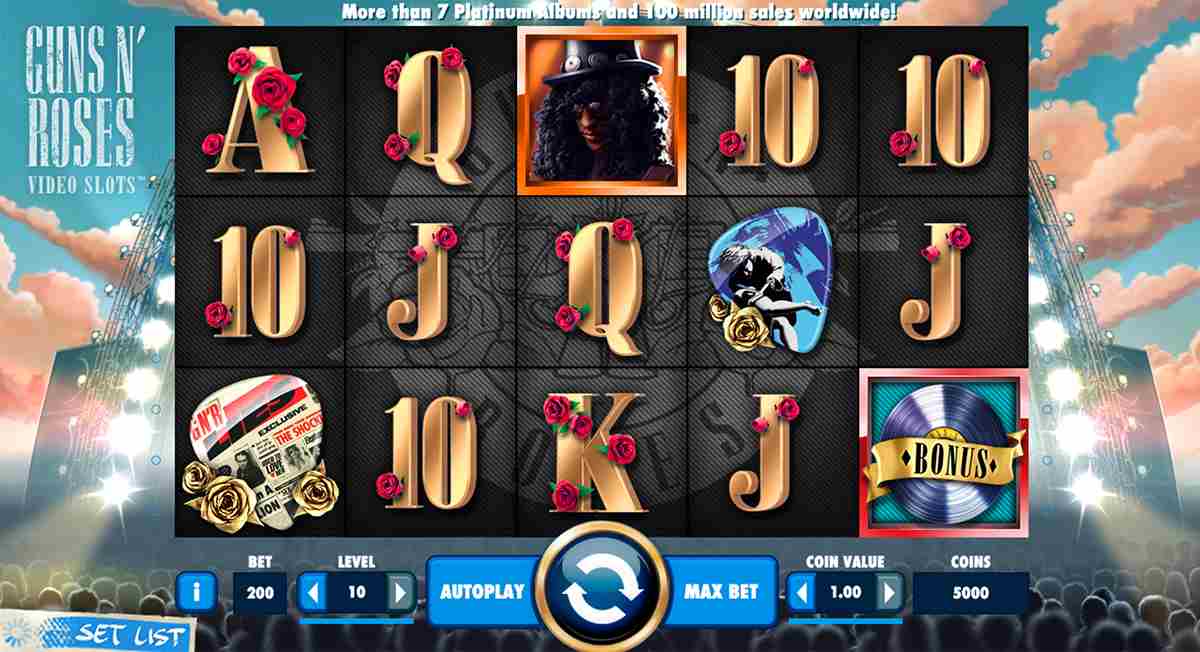 More than 7 Platinum Albums and 100 million sales worldwide!
GUNS N'
ROSES
VIDEO SLOTS™
A Q 10 10
10 J Q J
G N'R
EXCLUSIVE
THE SHOCK
LION
10 K J BONUS
BET LEVEL COIN VALUE COINS
i 200 10 AUTOPLAY MAX BET 1.00 5000
SET LIST